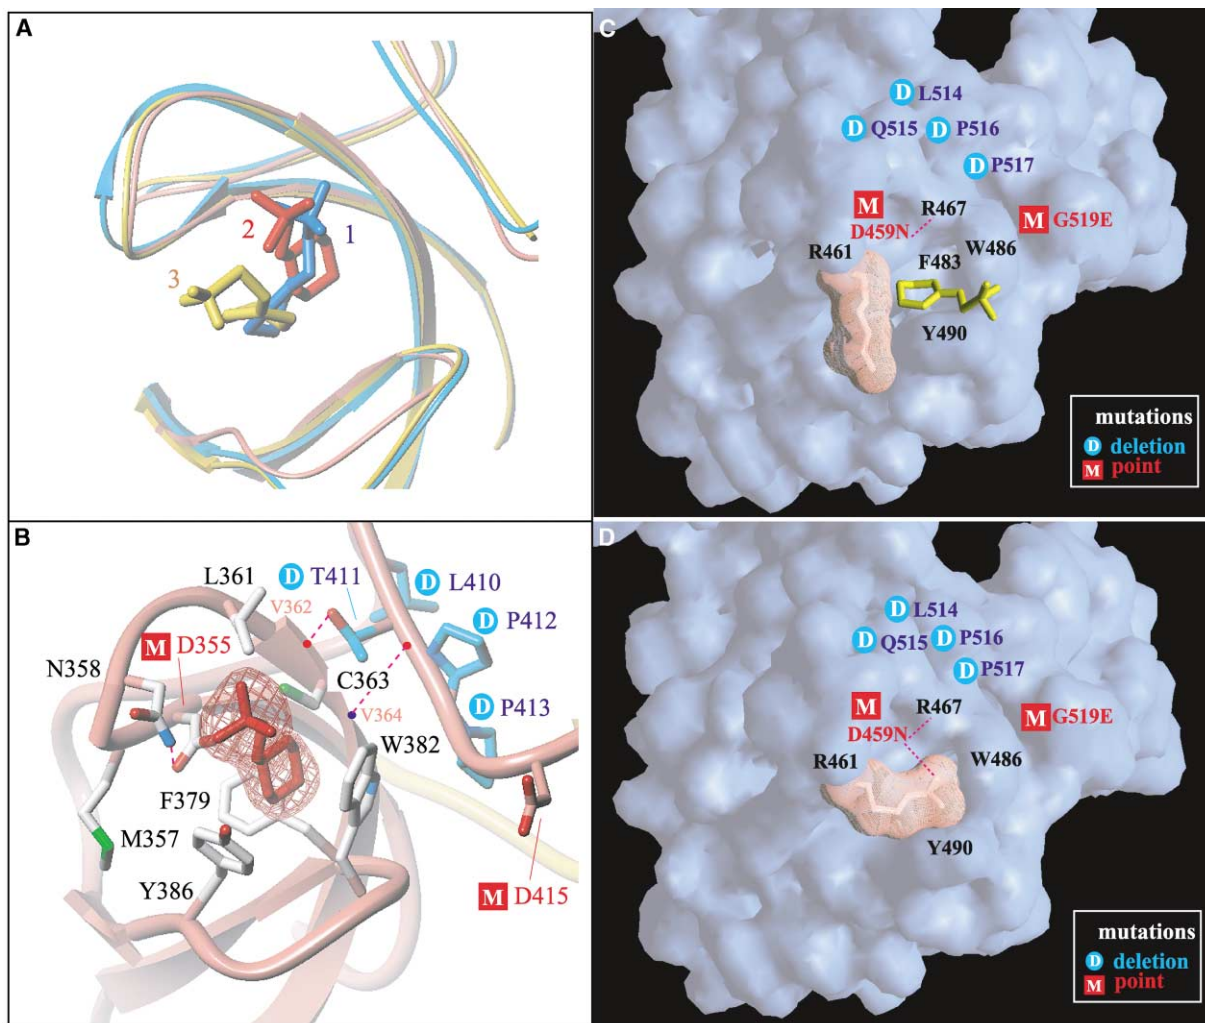 A
2
1
3
B
L361
D T411
D L410
V362
D P412
M D355
N358
C363
D P413
V364
W382
F379
M357
Y386
M D415
C
D L514
D Q515
D P516
D P517
M
R467
M G519E
D459N
R461
W486
F483
Y490
mutations
D deletion
M point
D
D L514
D Q515
D P516
D P517
M
R467
M G519E
D459N
R461
W486
Y490
mutations
D deletion
M point